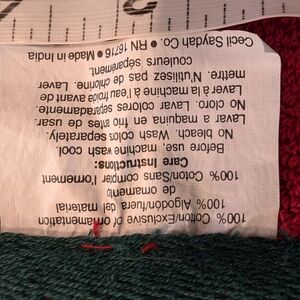 100% Cotton/Exclusive of ornamentation
100% Algodón/fuera del material
de ornamento
100% Coton/Sans compter l'ornement
Care Instructions:
Before use, machine wash cool.
No bleach. Wash colors separately.
Lavar a maquina en frio antes de usar.
No cloro. Lavar colores separadamente.
Laver à la machine à l'eau froide avant de
mettre. N'utilisez pas de chlorine. Laver
couleurs séparément.
Cecil Saydah Co. • RN 16716 • Made in India